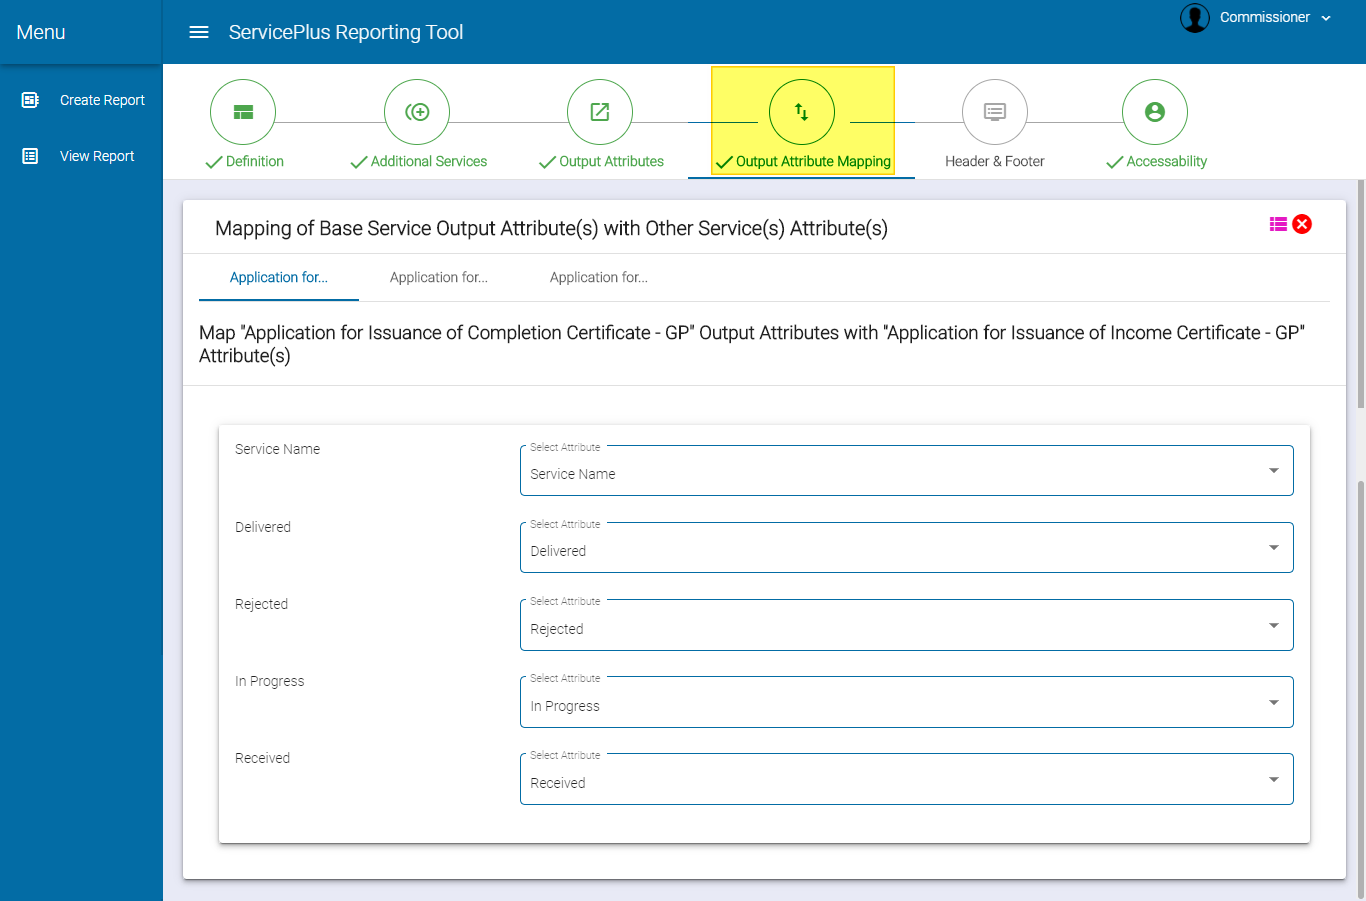 Menu
ServicePlus Reporting Tool
Commissioner
Create Report
View Report
Definition
Additional Services
Output Attributes
Output Attribute Mapping
Header & Footer
Accessability
Mapping of Base Service Output Attribute(s) with Other Service(s) Attribute(s)
Application for...
Application for...
Application for...
Map "Application for Issuance of Completion Certificate - GP" Output Attributes with "Application for Issuance of Income Certificate - GP"
Attribute(s)
Service Name
Select Attribute
Service Name
Delivered
Select Attribute
Delivered
Rejected
Select Attribute
Rejected
In Progress
Select Attribute
In Progress
Received
Select Attribute
Received